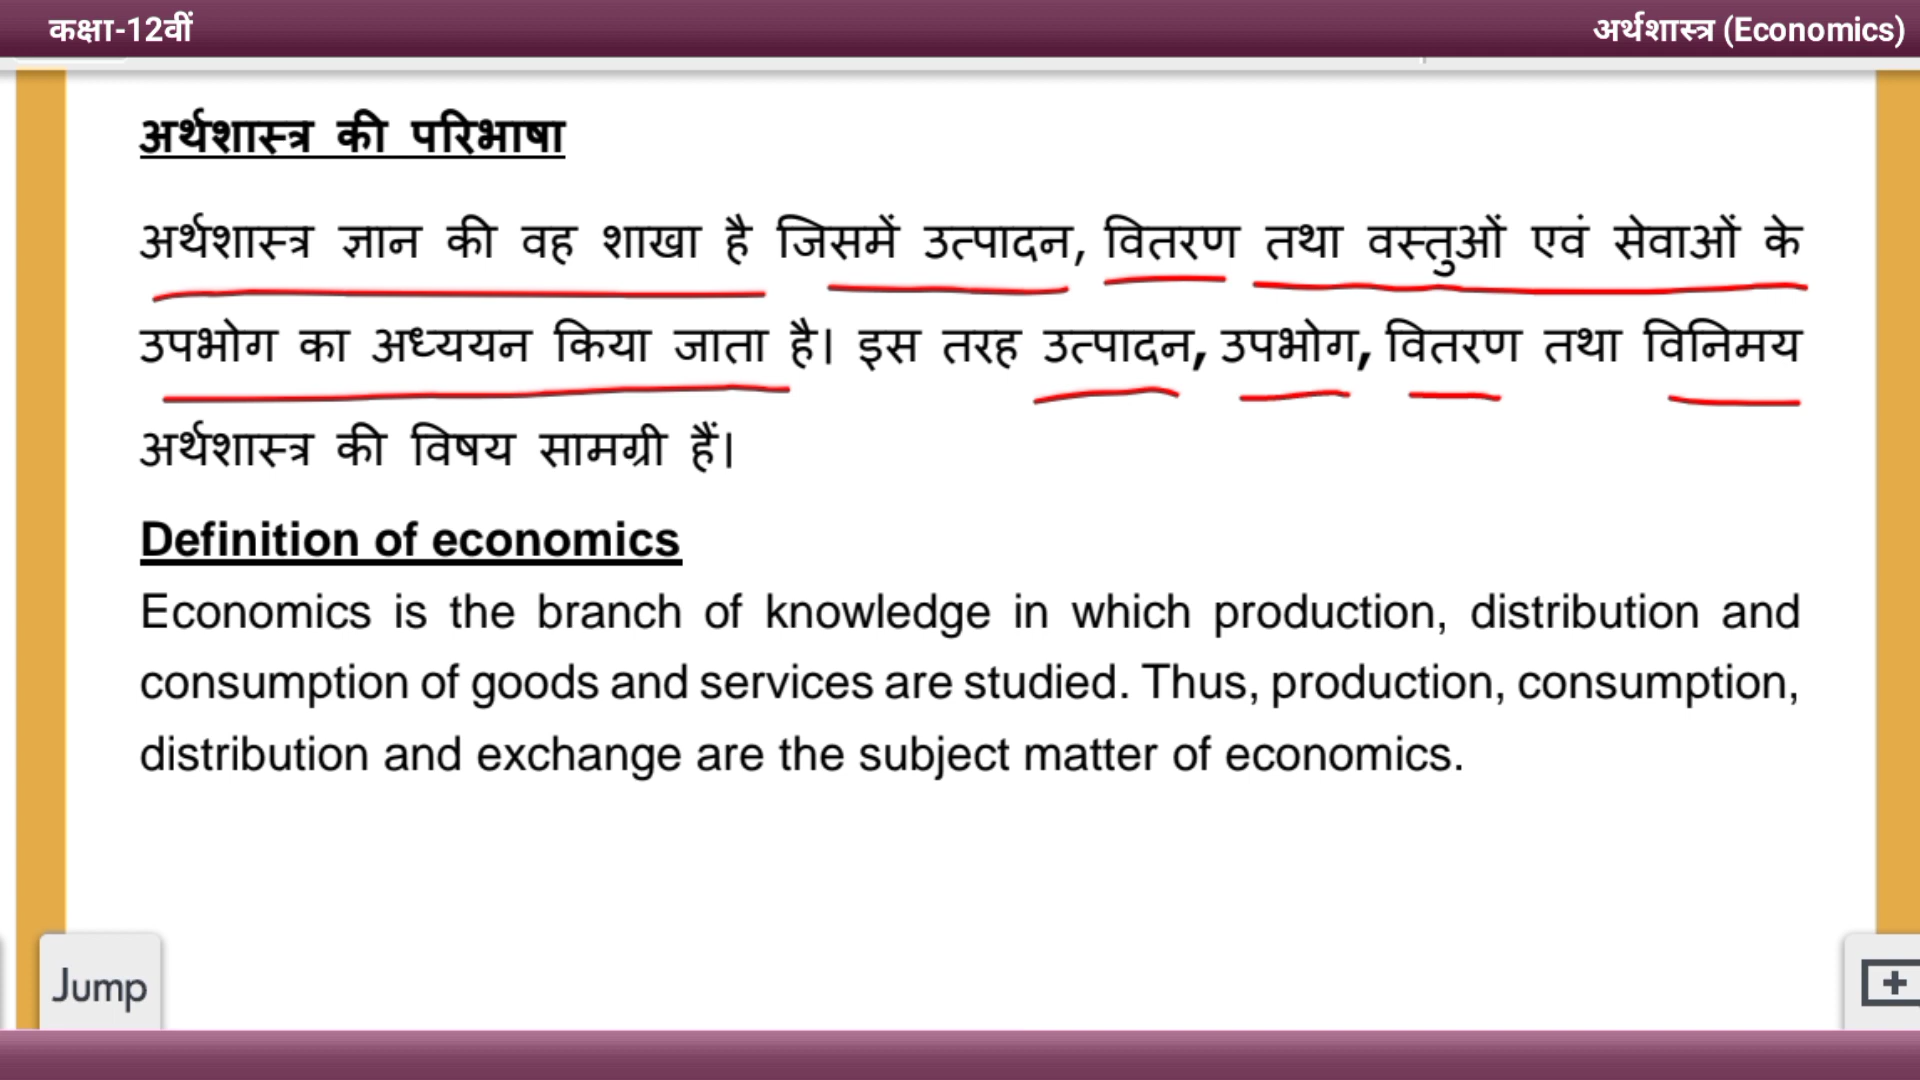 कक्षा-12वीं
अर्थशास्त्र (Economics)
अर्थशास्त्र की परिभाषा
अर्थशास्त्र ज्ञान की वह शाखा है जिसमें उत्पादन, वितरण तथा वस्तुओं एवं सेवाओं के
उपभोग का अध्ययन किया जाता है। इस तरह उत्पादन, उपभोग, वितरण तथा विनिमय
अर्थशास्त्र की विषय सामग्री हैं।
Definition of economics
Economics is the branch of knowledge in which production, distribution and
consumption of goods and services are studied. Thus, production, consumption,
distribution and exchange are the subject matter of economics.
Jump